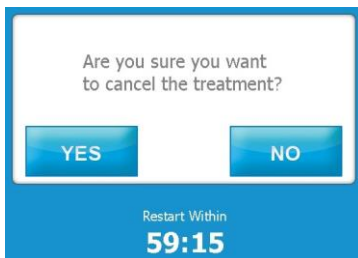 Are you sure you want
to cancel the treatment?
YES
NO
Restart Within
59:15